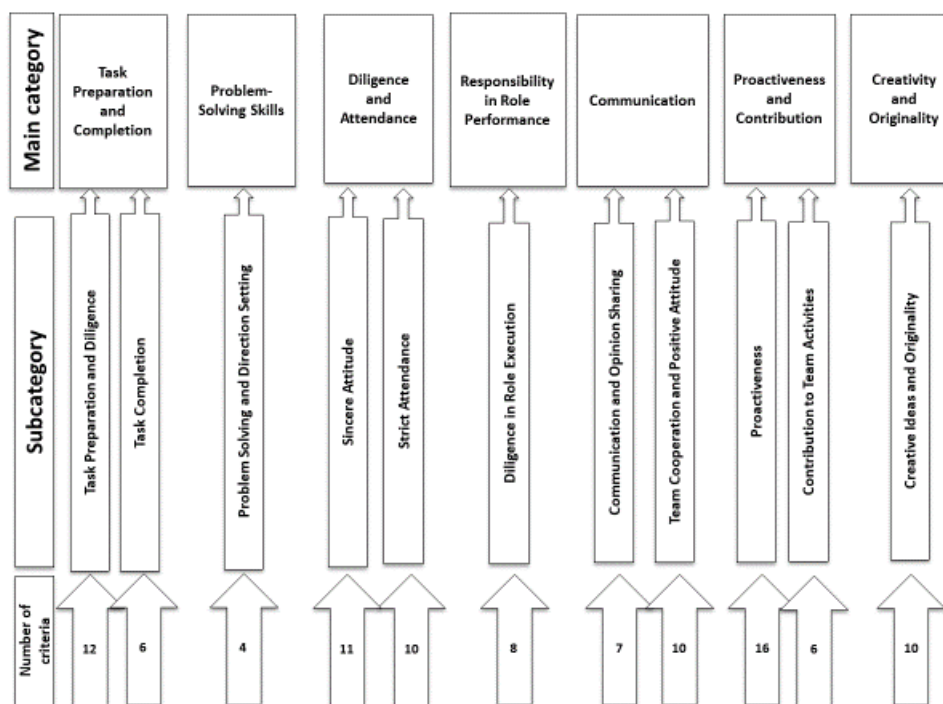 Main category
Task
Preparation
and
Completion
Problem-
Solving Skills
Diligence
and
Attendance
Responsibility
in Role
Performance
Communication
Proactiveness
and
Contribution
Creativity
and
Originality
Subcategory
Task Preparation and Diligence
Task Completion
Problem Solving and Direction Setting
Sincere Attitude
Strict Attendance
Diligence in Role Execution
Communication and Opinion Sharing
Team Cooperation and Positive Attitude
Proactiveness
Contribution to Team Activities
Creative Ideas and Originality
Number of
criteria
12
6
4
11
10
8
7
10
16
6
10